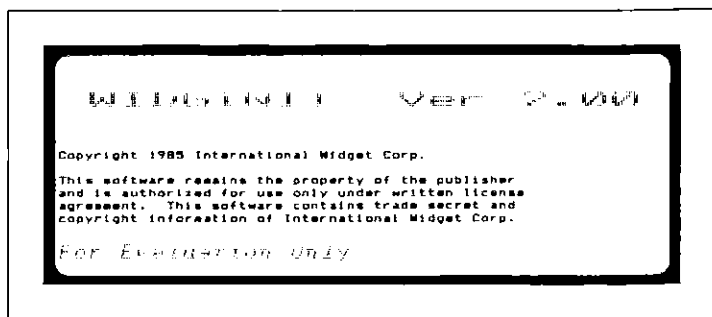 Ver 2.00
Copyright 1985 International Widget Corp.
This software remains the property of the publisher
and is authorized for use only under written license
agreement. This software contains trade secret and
copyright information of International Widget Corp.
For Evaluation Only